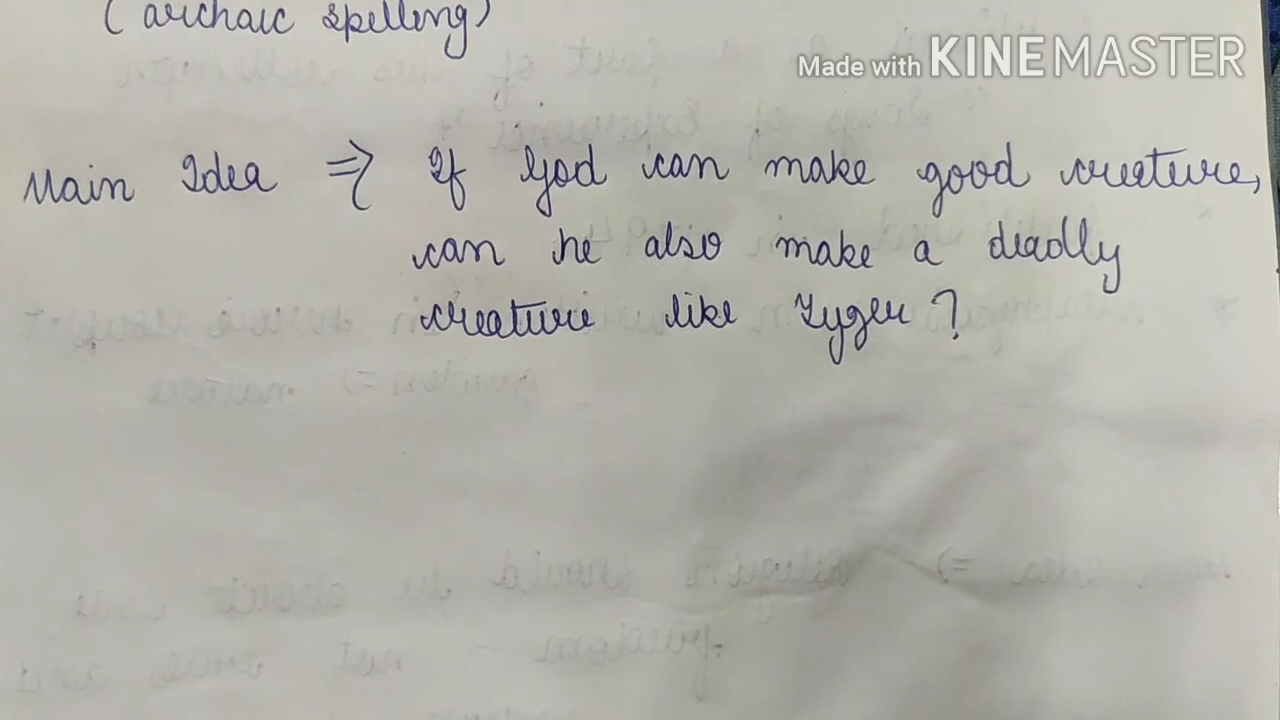 (archaic spelling)
Made with KINEMASTER
Main Idea ⇒ If God can make good creature,
can he also make a deadly
creature like Tyger?